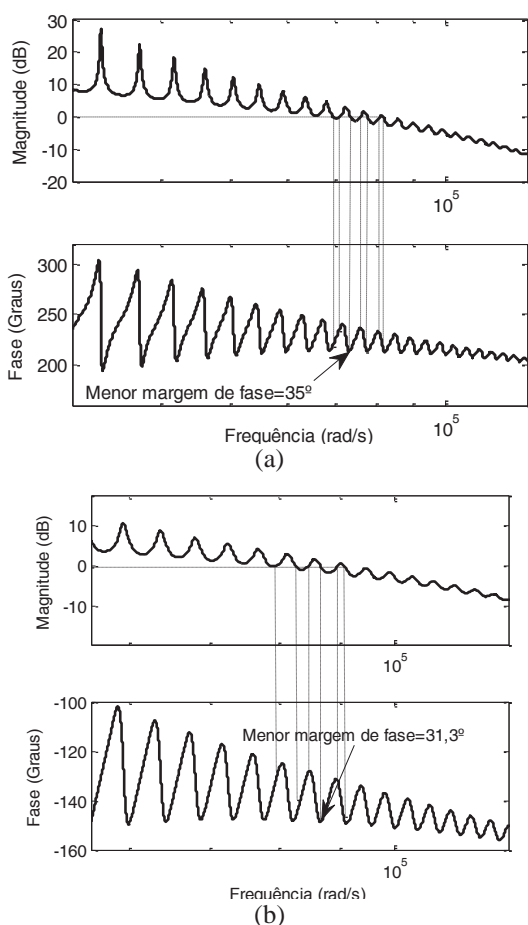 30
20
10
0
-10
-20
Magnitude (dB)
10^5
300
250
200
Fase (Graus)
Menor margem de fase=35º
10^5
Frequência (rad/s)
(a)
10
0
-10
Magnitude (dB)
10^5
-100
-120
-140
-160
Fase (Graus)
Menor margem de fase=31,3º
10^5
Frequência (rad/s)
(b)